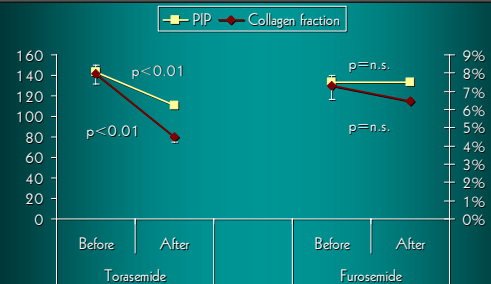 PIP Collagen fraction
160 9%
140 8%
120 7%
100 6%
80 5%
60 4%
40 3%
20 2%
0 1%
0%
p<0.01
p=n.s.
p<0.01
p=n.s.
Before After Before After
Torasemide Furosemide